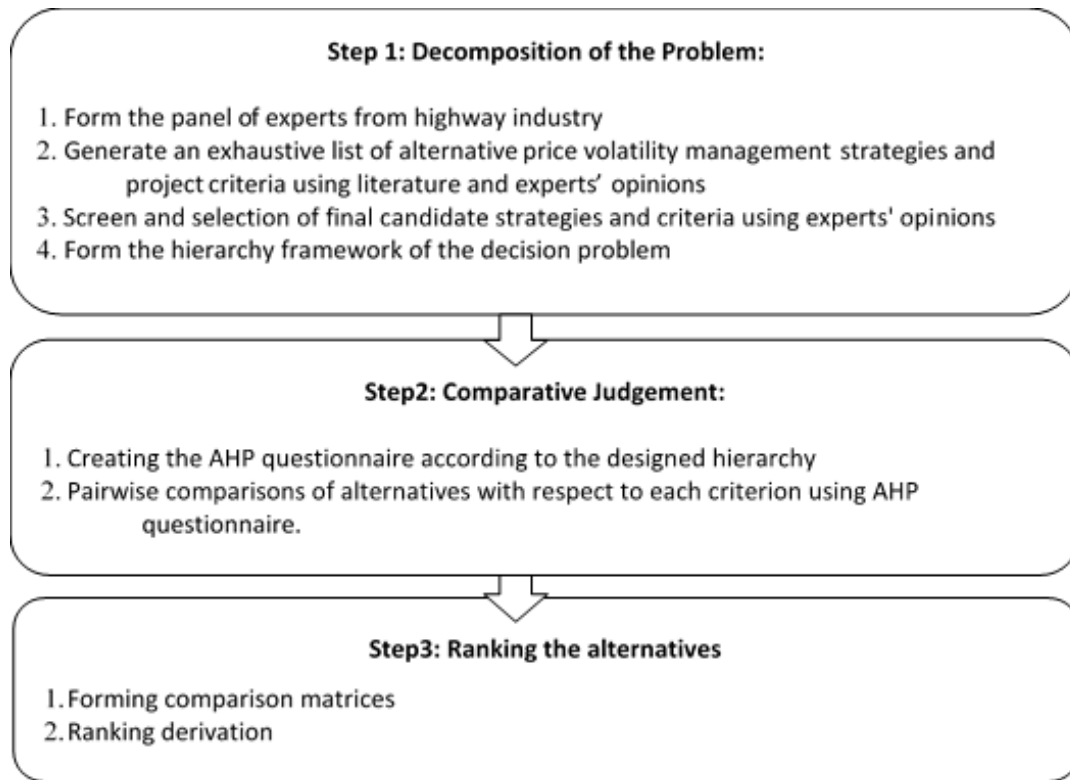 Step 1: Decomposition of the Problem:
1. Form the panel of experts from highway industry
2. Generate an exhaustive list of alternative price volatility management strategies and
project criteria using literature and experts’ opinions
3. Screen and selection of final candidate strategies and criteria using experts' opinions
4. Form the hierarchy framework of the decision problem
Step2: Comparative Judgement:
1. Creating the AHP questionnaire according to the designed hierarchy
2. Pairwise comparisons of alternatives with respect to each criterion using AHP
questionnaire.
Step3: Ranking the alternatives
1. Forming comparison matrices
2. Ranking derivation